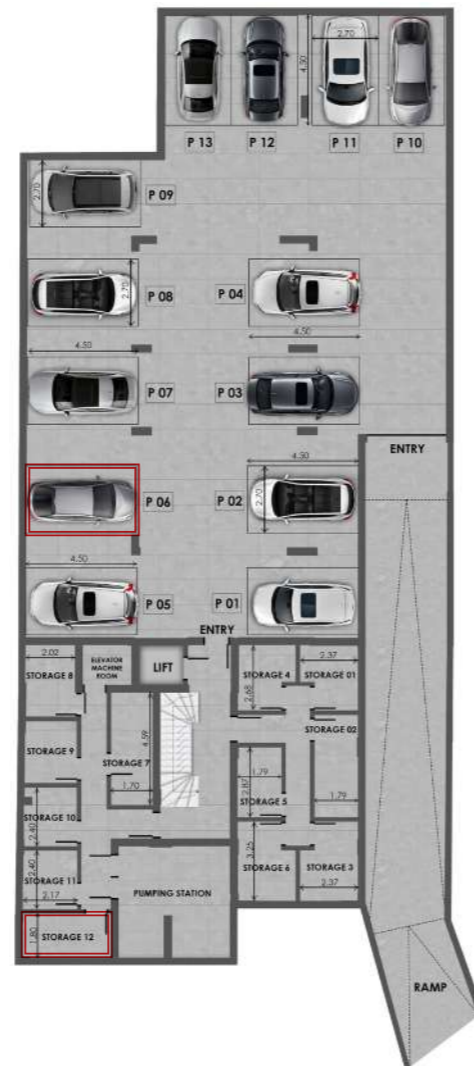 2.70
4.50
P 13
P 12
P 11
P 10
2.70
P 09
2.70
P 08
P 04
4.50
4.50
P 07
P 03
ENTRY
4.50
P 06
P 02
2.70
4.50
P 05
P 01
ENTRY
2.02
ELEVATOR
MACHINE
ROOM
LIFT
STORAGE 8
STORAGE 4
2.37
STORAGE 01
2.65
4.59
STORAGE 02
STORAGE 9
STORAGE 7
1.79
1.70
2.87
1.79
STORAGE 10
STORAGE 5
2.40
3.25
2.40
STORAGE 11
STORAGE 6
STORAGE 3
2.17
PUMPING STATION
2.37
1.80
STORAGE 12
RAMP